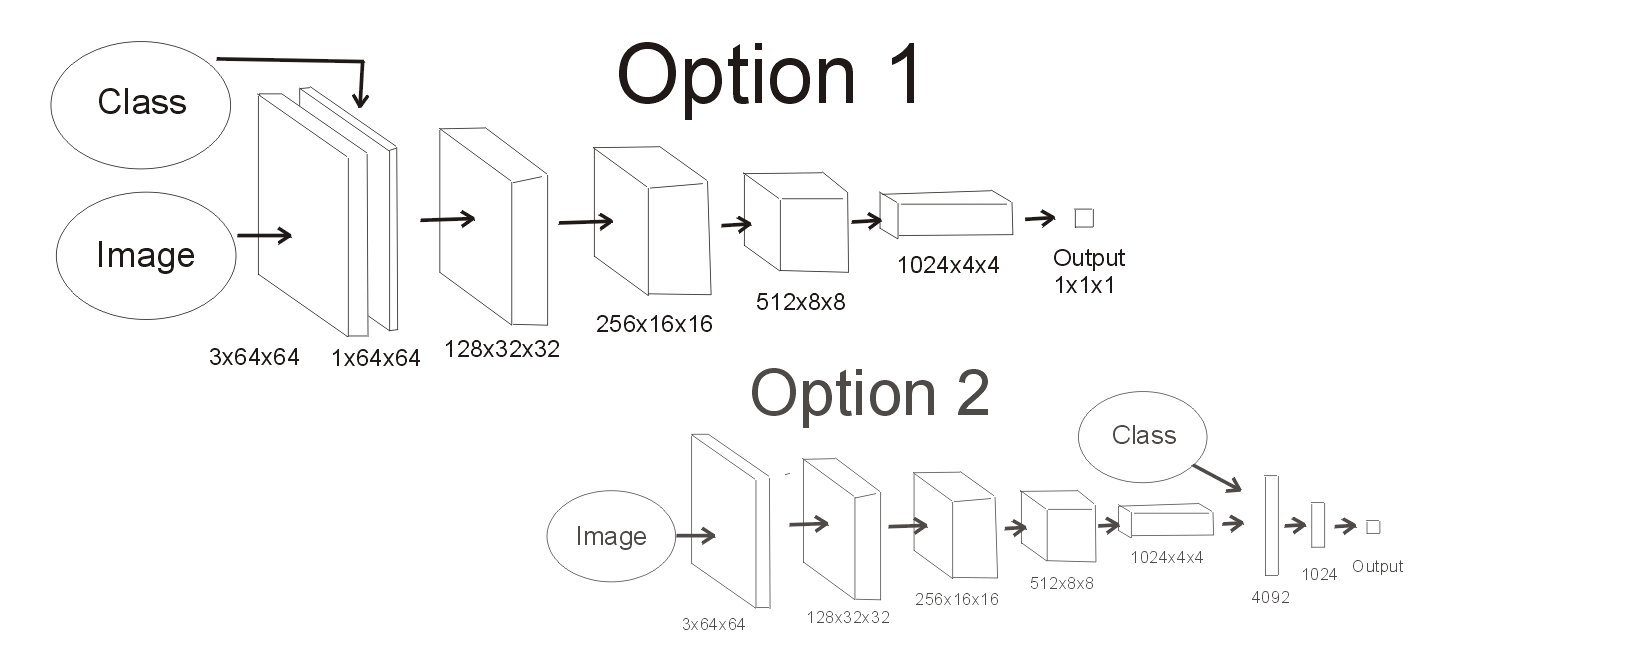 Option 1
Class
Image
3x64x64
1x64x64
128x32x32
256x16x16
512x8x8
1024x4x4
Output
1x1x1
Option 2
Class
Image
3x64x64
128x32x32
256x16x16
512x8x8
1024x4x4
4092
1024
Output